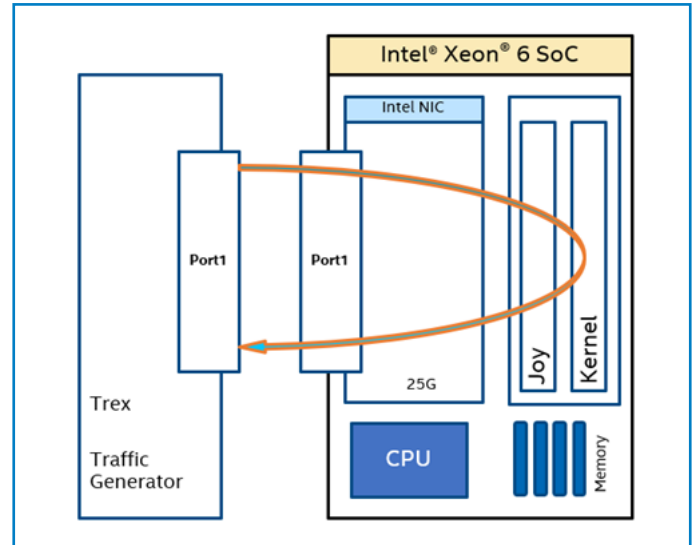 Intel® Xeon® 6 SoC
Intel NIC
Port1
Port1
25G
Joy
Kernel
Trex
Traffic
Generator
CPU
Memory